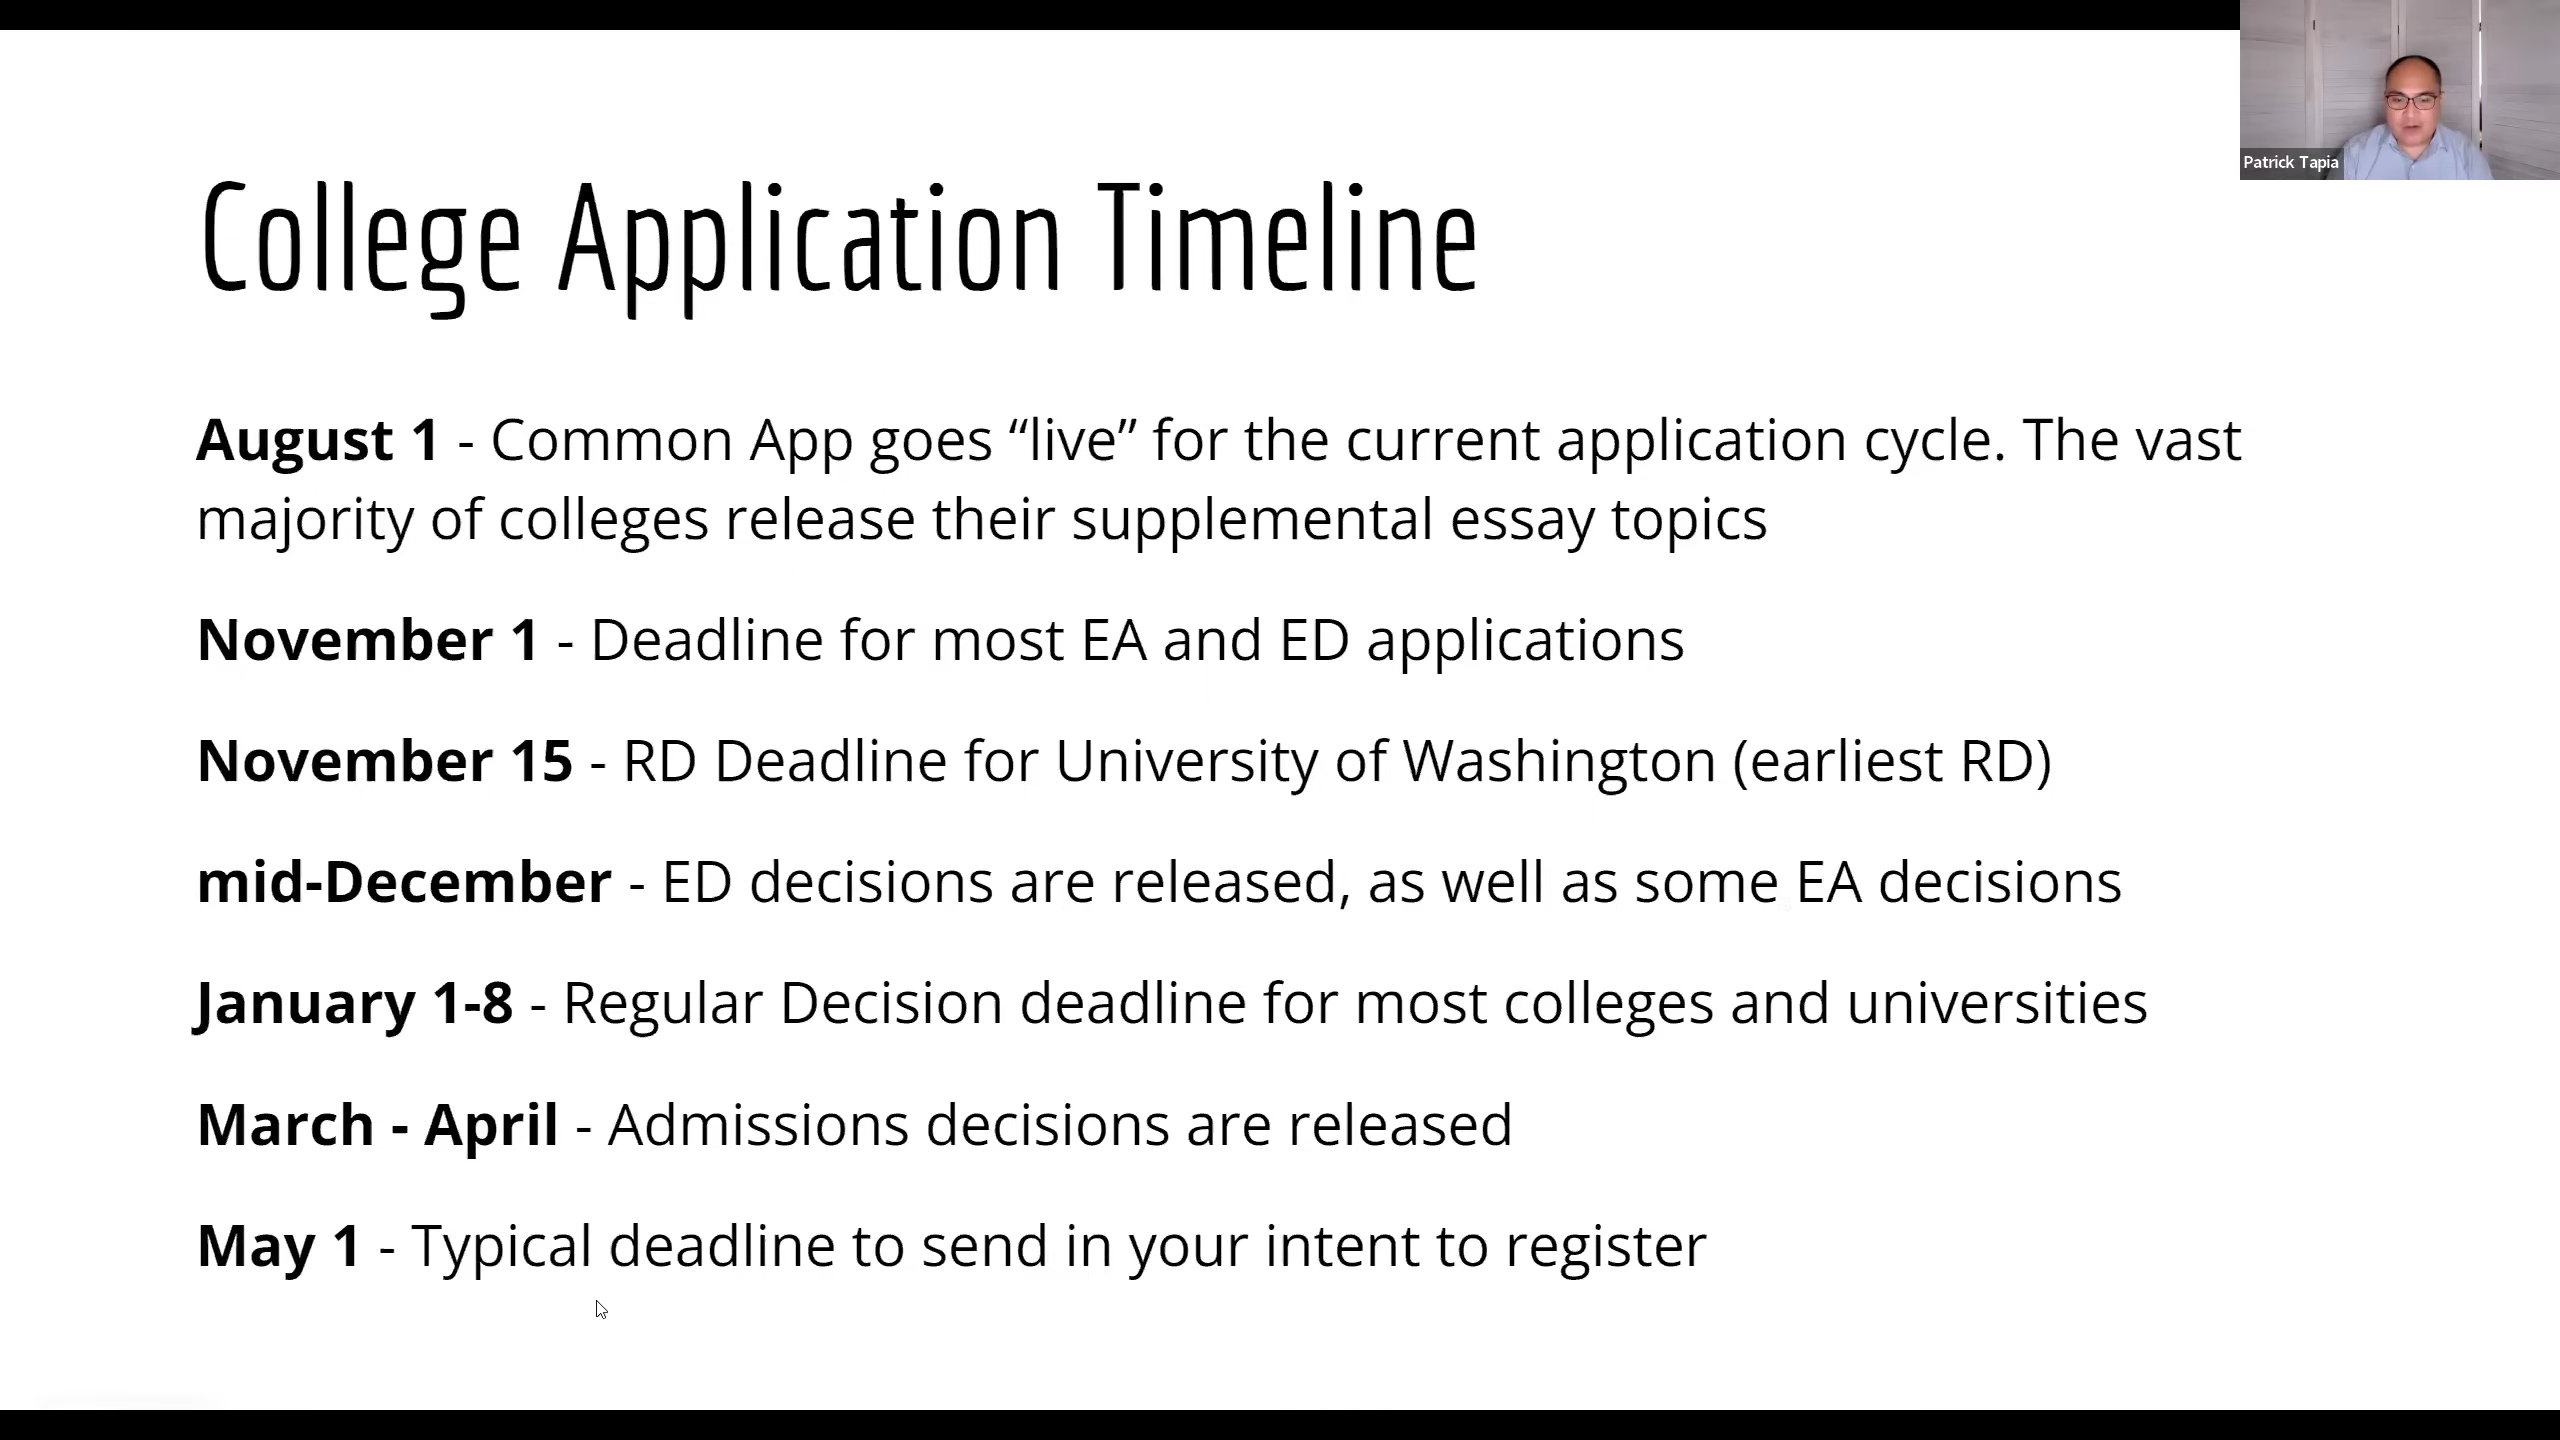 Patrick Tapia
College Application Timeline
August 1 - Common App goes “live” for the current application cycle. The vast
majority of colleges release their supplemental essay topics
November 1 - Deadline for most EA and ED applications
November 15 - RD Deadline for University of Washington (earliest RD)
mid-December - ED decisions are released, as well as some EA decisions
January 1-8 - Regular Decision deadline for most colleges and universities
March - April - Admissions decisions are released
May 1 - Typical deadline to send in your intent to register